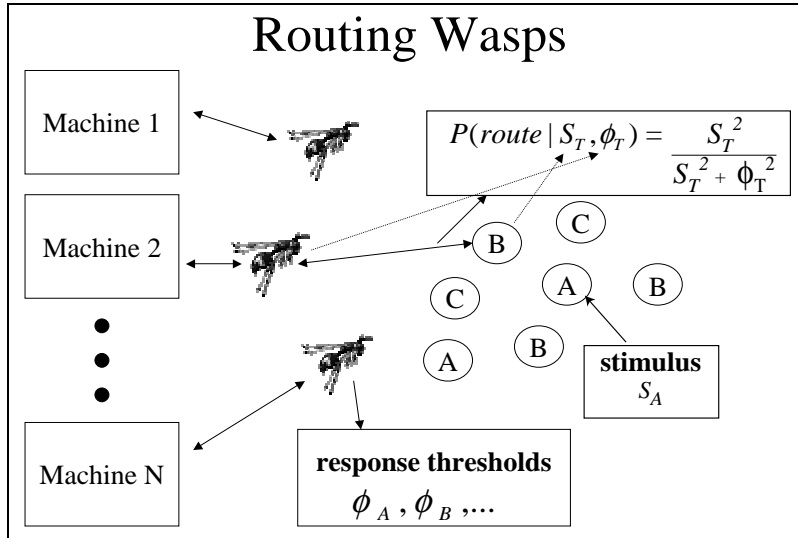 Routing Wasps
Machine 1
P(route | S_T, ϕ_T) = S_T^2 / (S_T^2 + ϕ_T^2)
Machine 2
C
B
C
A
B
A
B
stimulus
S_A
Machine N
response thresholds
ϕ_A , ϕ_B ,...